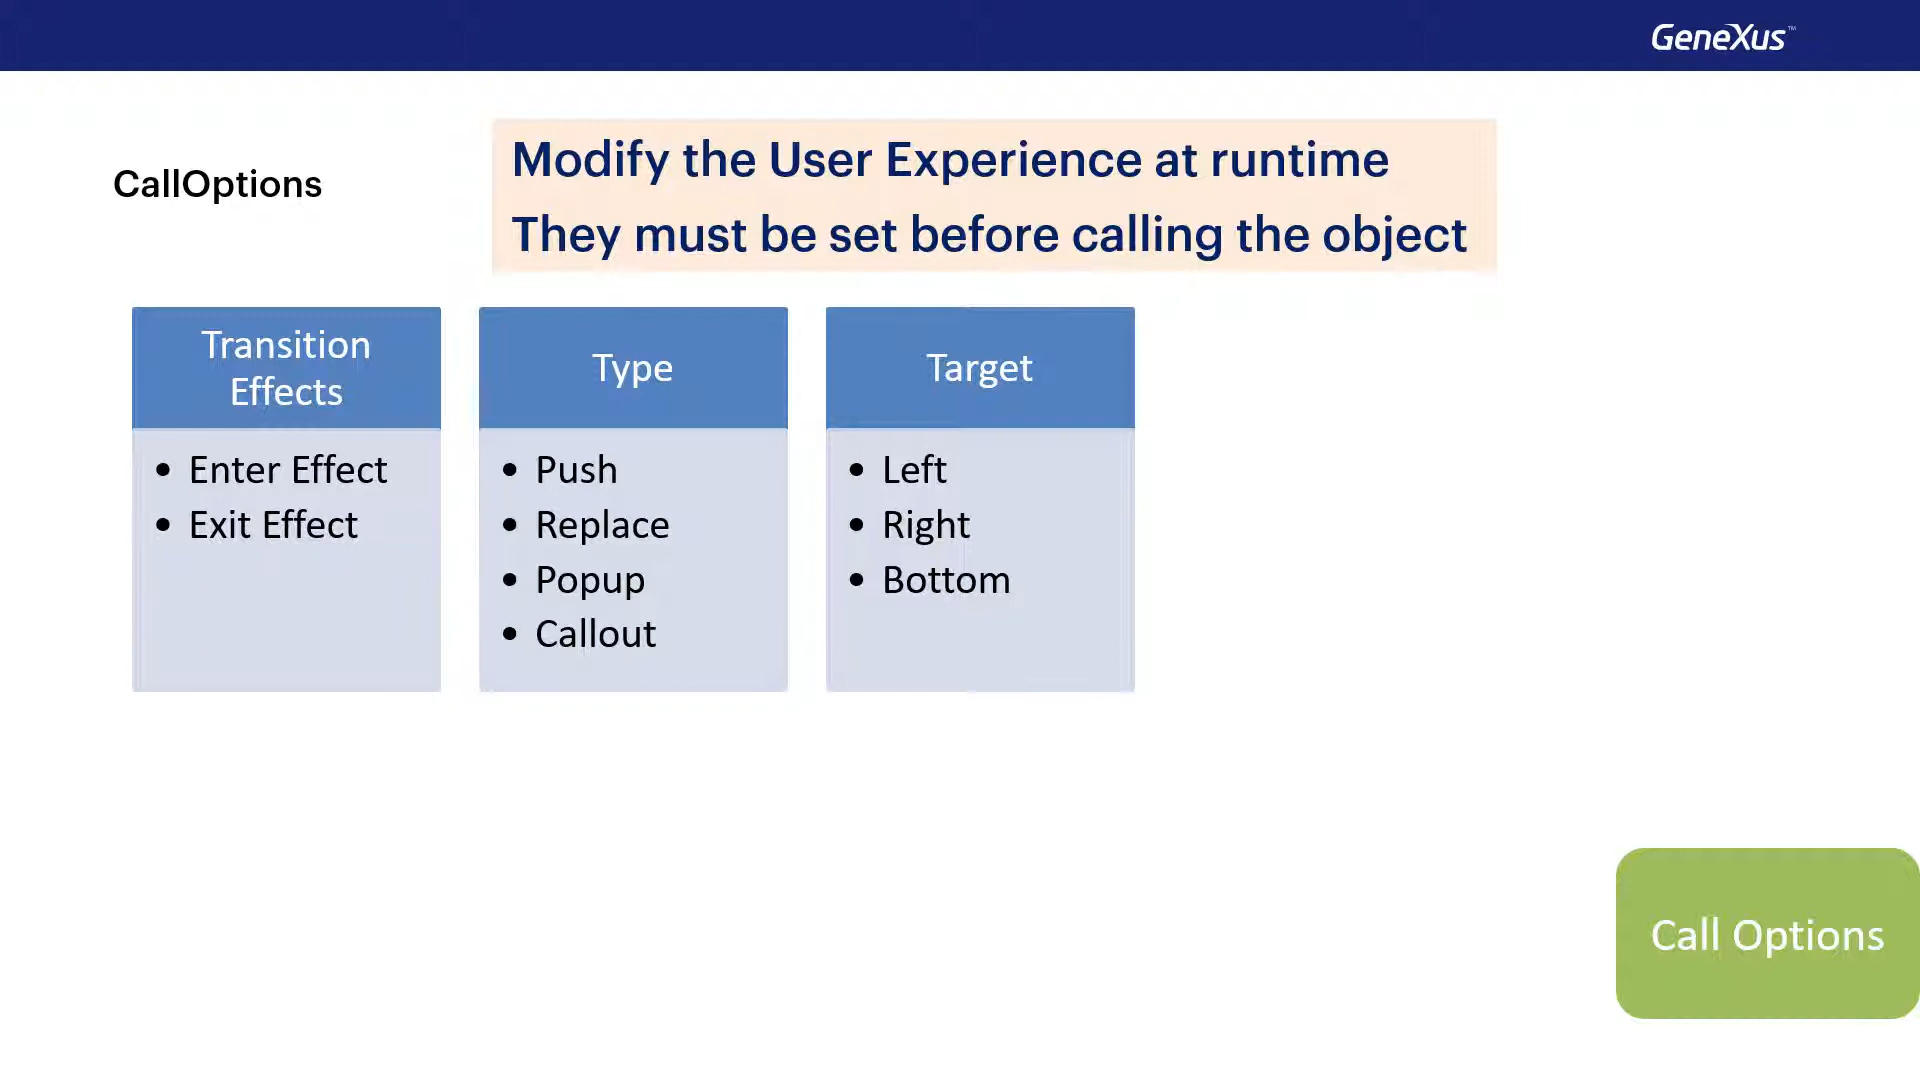 GeneXus™
CallOptions
Modify the User Experience at runtime
They must be set before calling the object
Transition
Effects
• Enter Effect
• Exit Effect
Type
• Push
• Replace
• Popup
• Callout
Target
• Left
• Right
• Bottom
Call Options